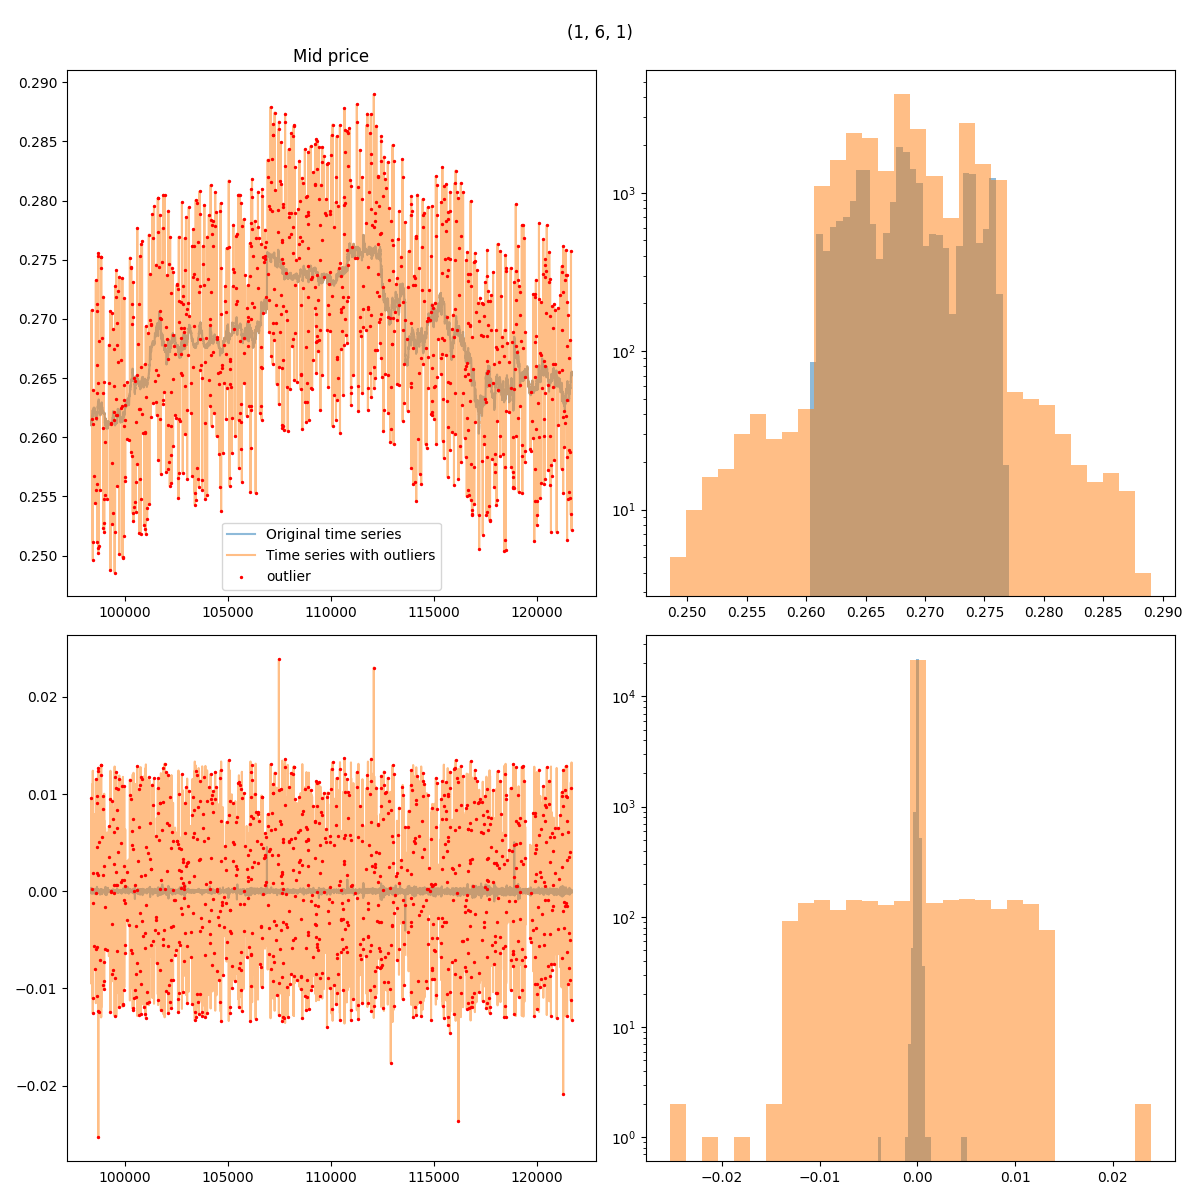 (1, 6, 1)
Mid price
0.290
0.285
0.280
0.275
0.270
0.265
0.260
0.255
0.250
Original time series
Time series with outliers
outlier
100000 105000 110000 115000 120000
10³
10²
10¹
0.250 0.255 0.260 0.265 0.270 0.275 0.280 0.285 0.290
0.02
0.01
0.00
−0.01
−0.02
100000 105000 110000 115000 120000
10⁴
10³
10²
10¹
10⁰
−0.02 −0.01 0.00 0.01 0.02